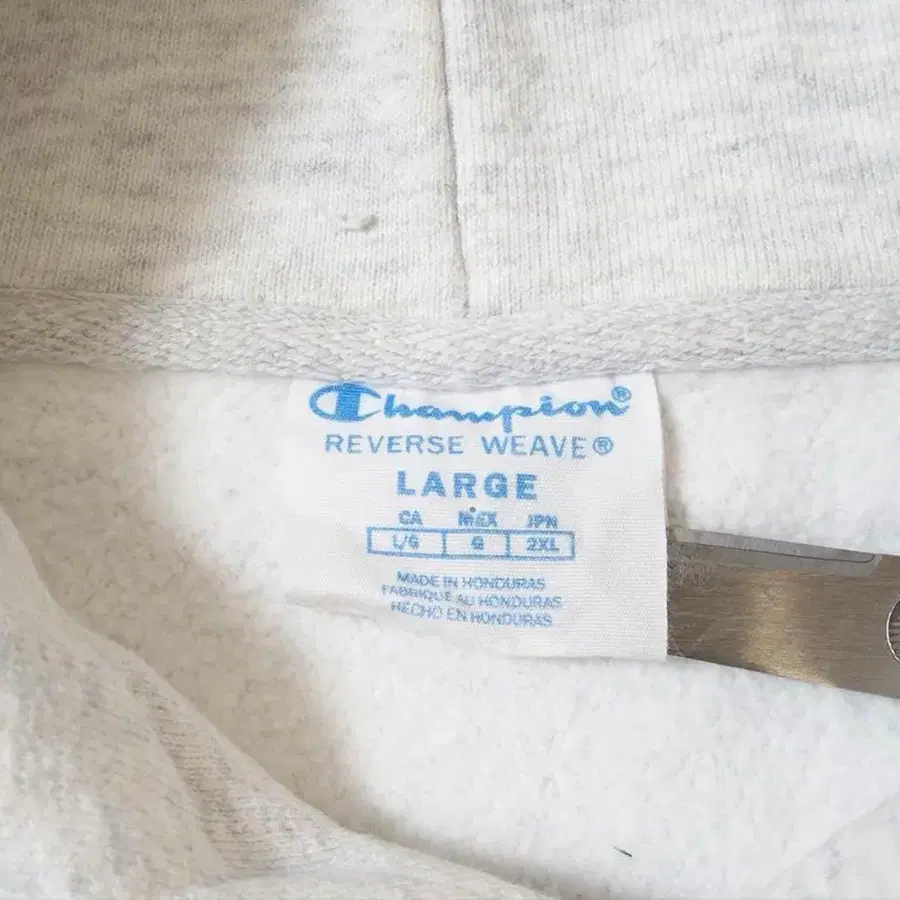 Champion®
REVERSE WEAVE®
LARGE
CA MEX JPN
L/G G 2XL
MADE IN HONDURAS
FABRIQUÉ AU HONDURAS
HECHO EN HONDURAS